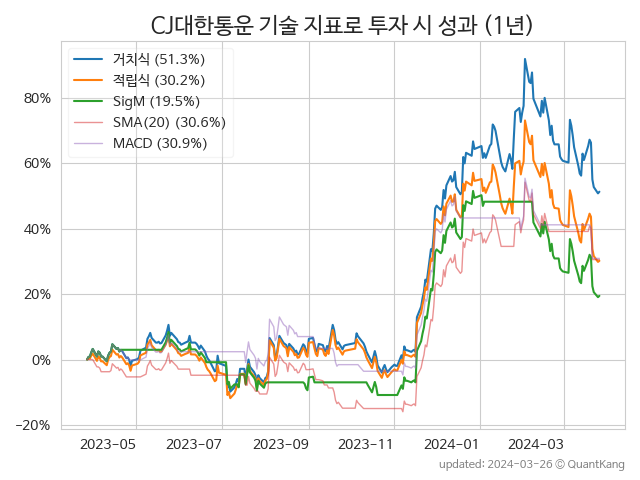 CJ대한통운 기술 지표로 투자 시 성과 (1년)
거치식 (51.3%)
적립식 (30.2%)
SigM (19.5%)
SMA(20) (30.6%)
MACD (30.9%)
80%
60%
40%
20%
0%
−20%
2023-05 2023-07 2023-09 2023-11 2024-01 2024-03
updated: 2024-03-26 © QuantKang